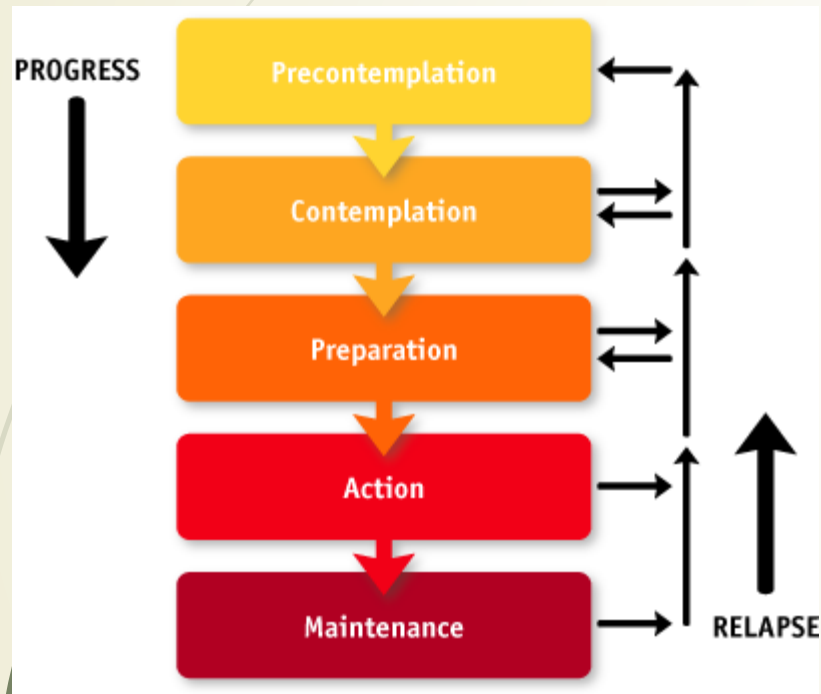 PROGRESS
Precontemplation
Contemplation
Preparation
Action
Maintenance
RELAPSE